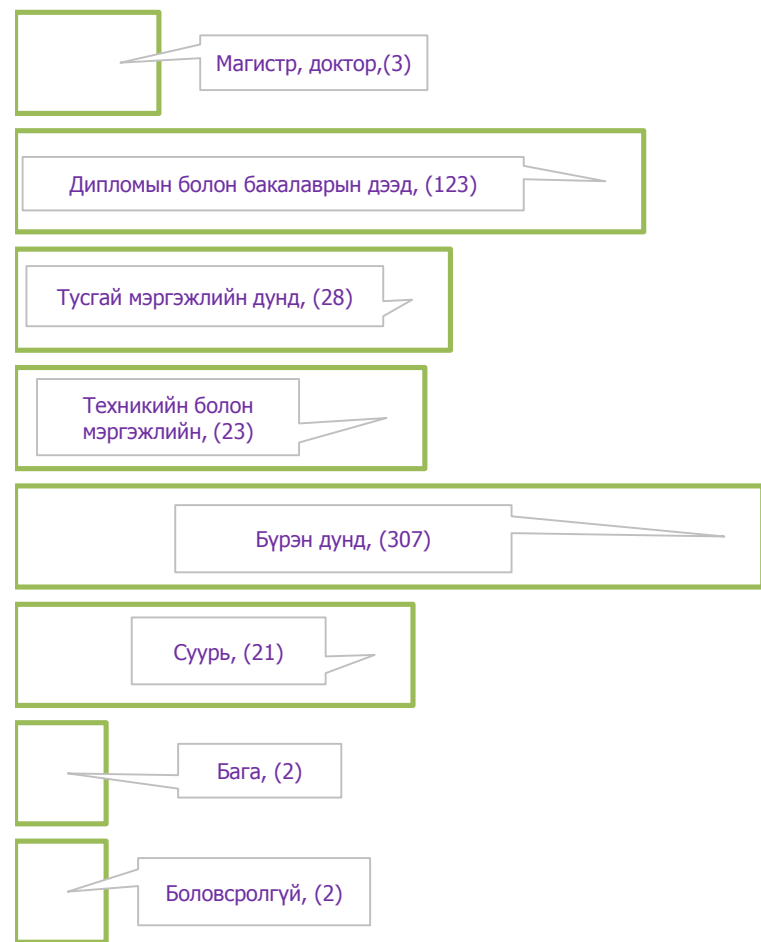 Магистр, доктор,(3)
Дипломын болон бакалаврын дээд, (123)
Тусгай мэргэжлийн дунд, (28)
Техникийн болон
мэргэжлийн, (23)
Бүрэн дунд, (307)
Суурь, (21)
Бага, (2)
Боловсролгүй, (2)